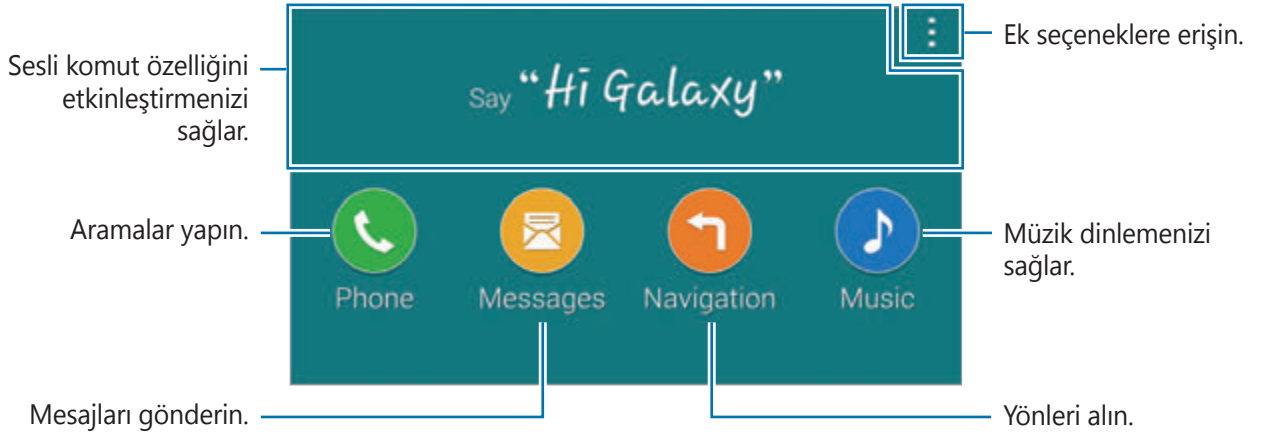 Ek seçeneklere erişin.
Sesli komut özelliğini
etkinleştirmenizi
sağlar.
Say “Hi Galaxy”
Aramalar yapın.
Müzik dinlemenizi
sağlar.
Phone Messages Navigation Music
Mesajları gönderin.
Yönleri alın.